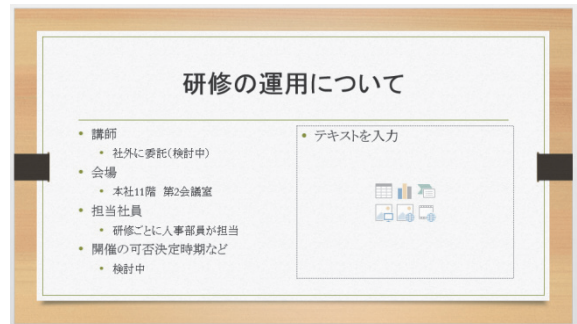 研修の運用について
• 講師
• 社外に委託(検討中)
• 会場
• 本社11階 第2会議室
• 担当社員
• 研修ごとに人事部員が担当
• 開催の可否決定時期など
• 検討中
• テキストを入力